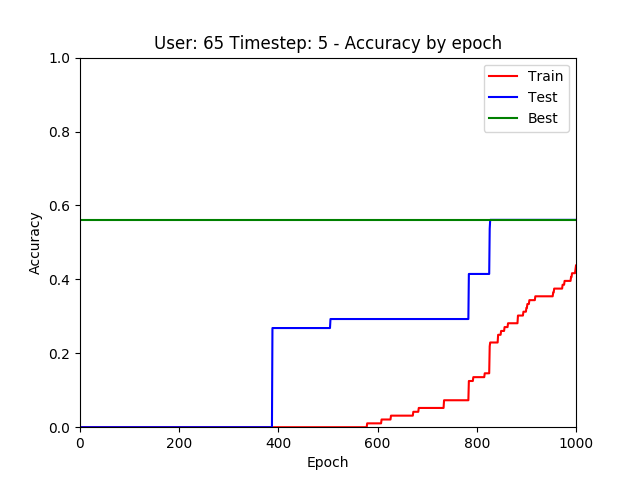 User: 65 Timestep: 5 - Accuracy by epoch
1.0
0.8
0.6
0.4
0.2
0.0
Accuracy
Train
Test
Best
0 200 400 600 800 1000
Epoch